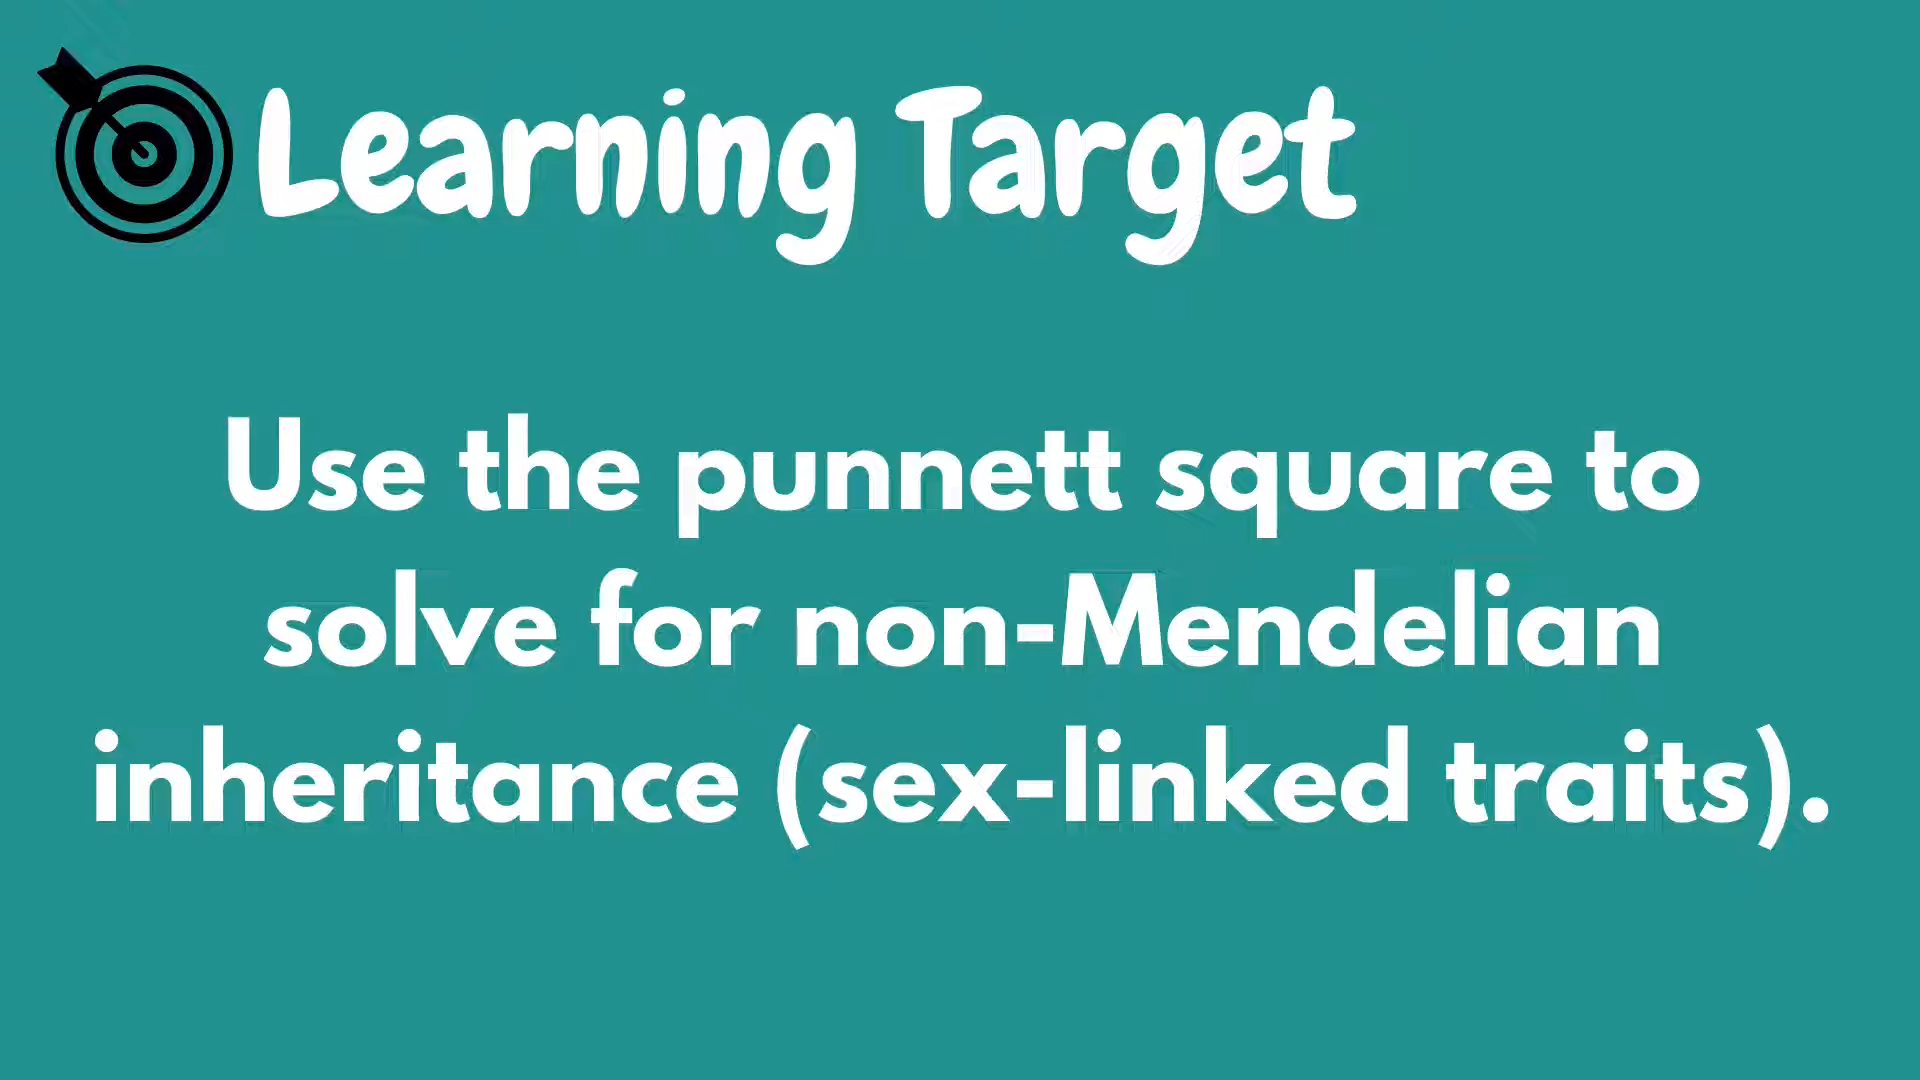 Learning Target
Use the punnett square to
solve for non-Mendelian
inheritance (sex-linked traits).